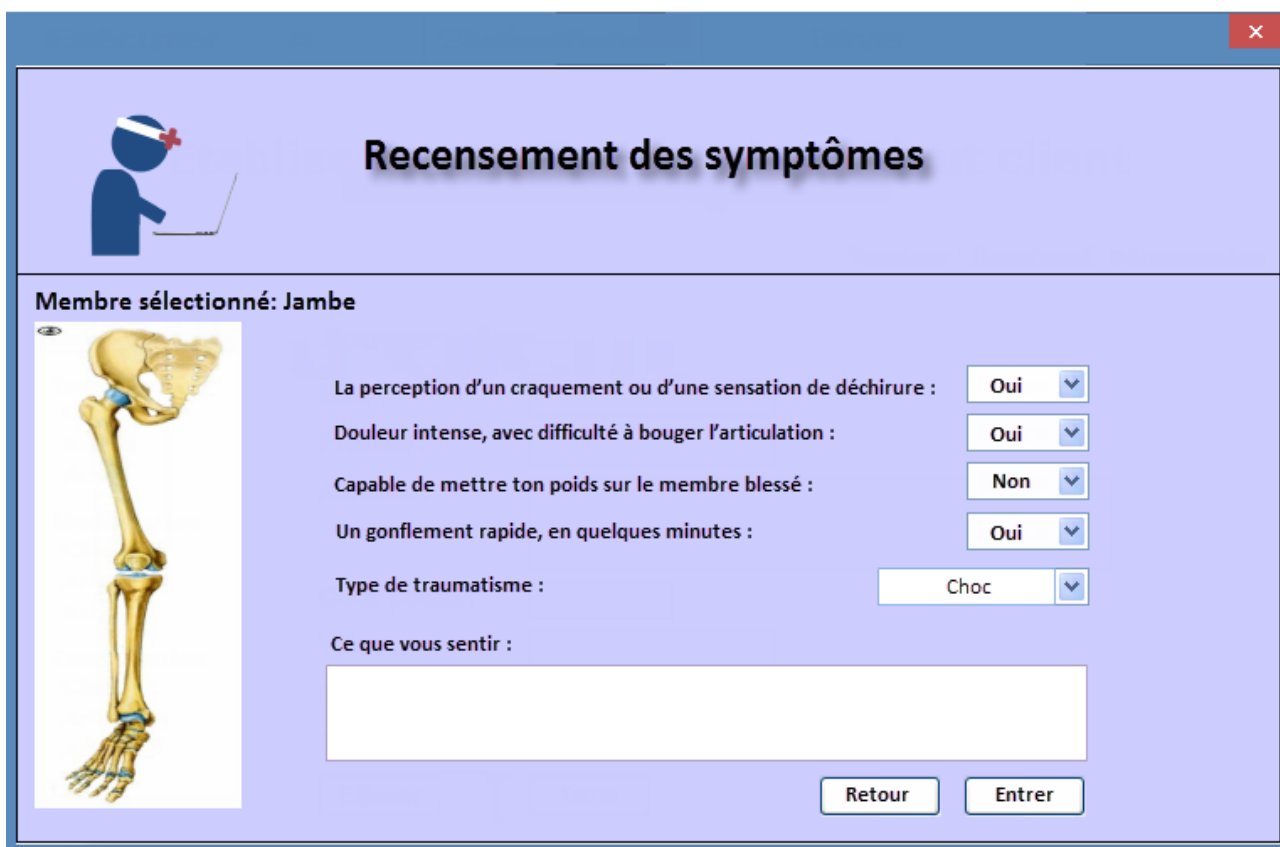 Recensement des symptômes
Membre sélectionné: Jambe
La perception d’un craquement ou d’une sensation de déchirure : Oui
Douleur intense, avec difficulté à bouger l’articulation : Oui
Capable de mettre ton poids sur le membre blessé : Non
Un gonflement rapide, en quelques minutes : Oui
Type de traumatisme : Choc
Ce que vous sentir :
Retour Entrer